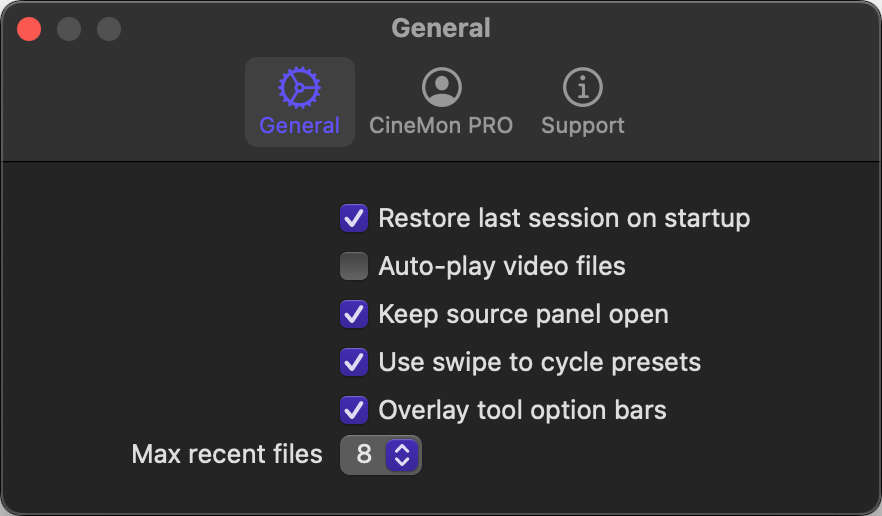 General
General
CineMon PRO
Support
Restore last session on startup
Auto-play video files
Keep source panel open
Use swipe to cycle presets
Overlay tool option bars
Max recent files 8